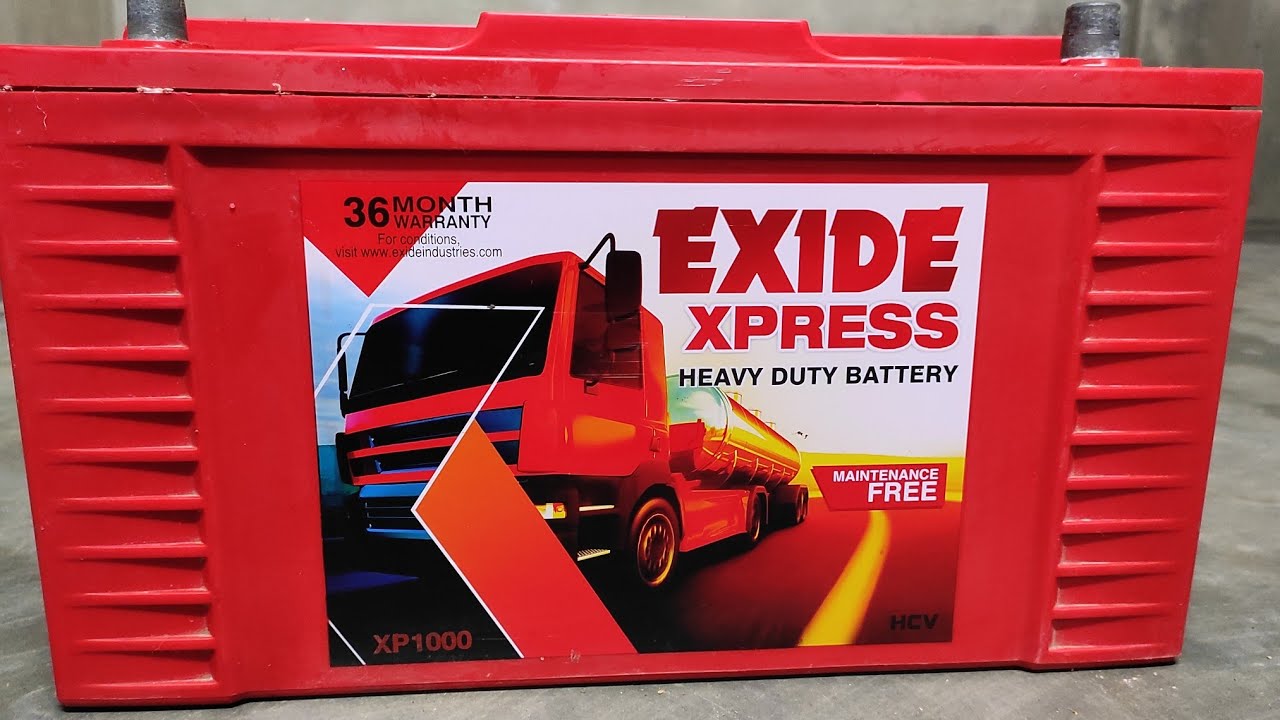 36 MONTH
WARRANTY
For conditions,
visit www.exideindustries.com
EXIDE
XPRESS
HEAVY DUTY BATTERY
MAINTENANCE
FREE
XP1000
HCV